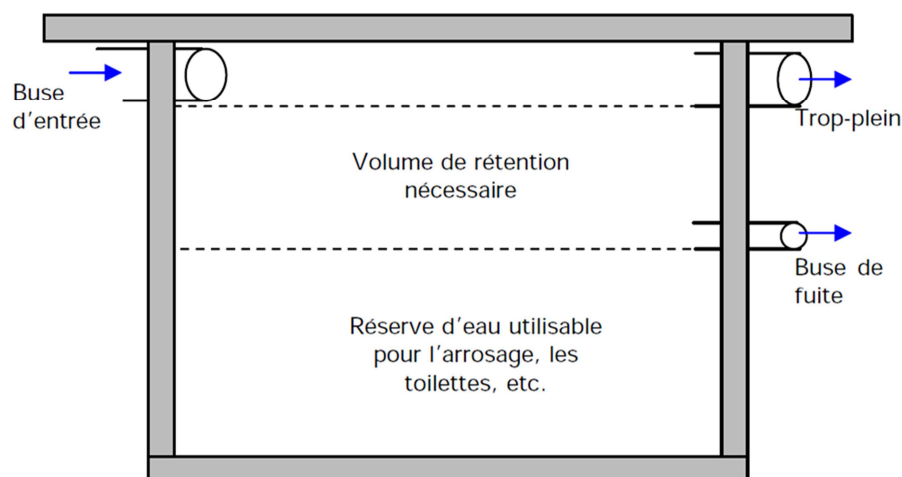 Buse
d’entrée
Trop-plein
Volume de rétention
nécessaire
Buse de
fuite
Réserve d’eau utilisable
pour l’arrosage, les
toilettes, etc.